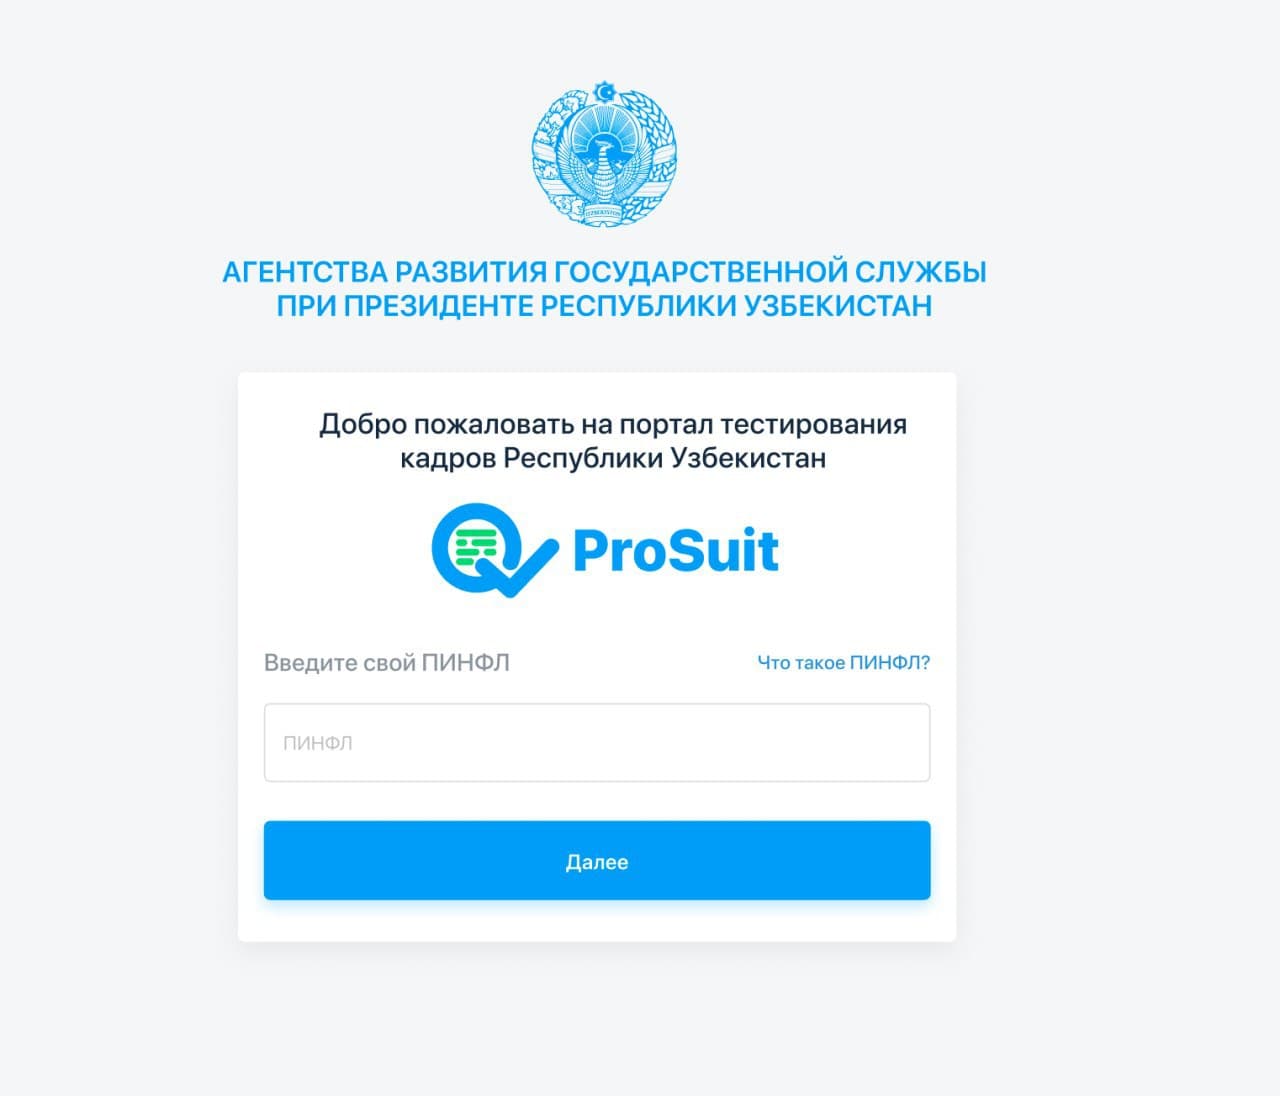 АГЕНТСТВА РАЗВИТИЯ ГОСУДАРСТВЕННОЙ СЛУЖБЫ
ПРИ ПРЕЗИДЕНТЕ РЕСПУБЛИКИ УЗБЕКИСТАН
Добро пожаловать на портал тестирования
кадров Республики Узбекистан
ProSuit
Введите свой ПИНФЛ
Что такое ПИНФЛ?
ПИНФЛ
Далее